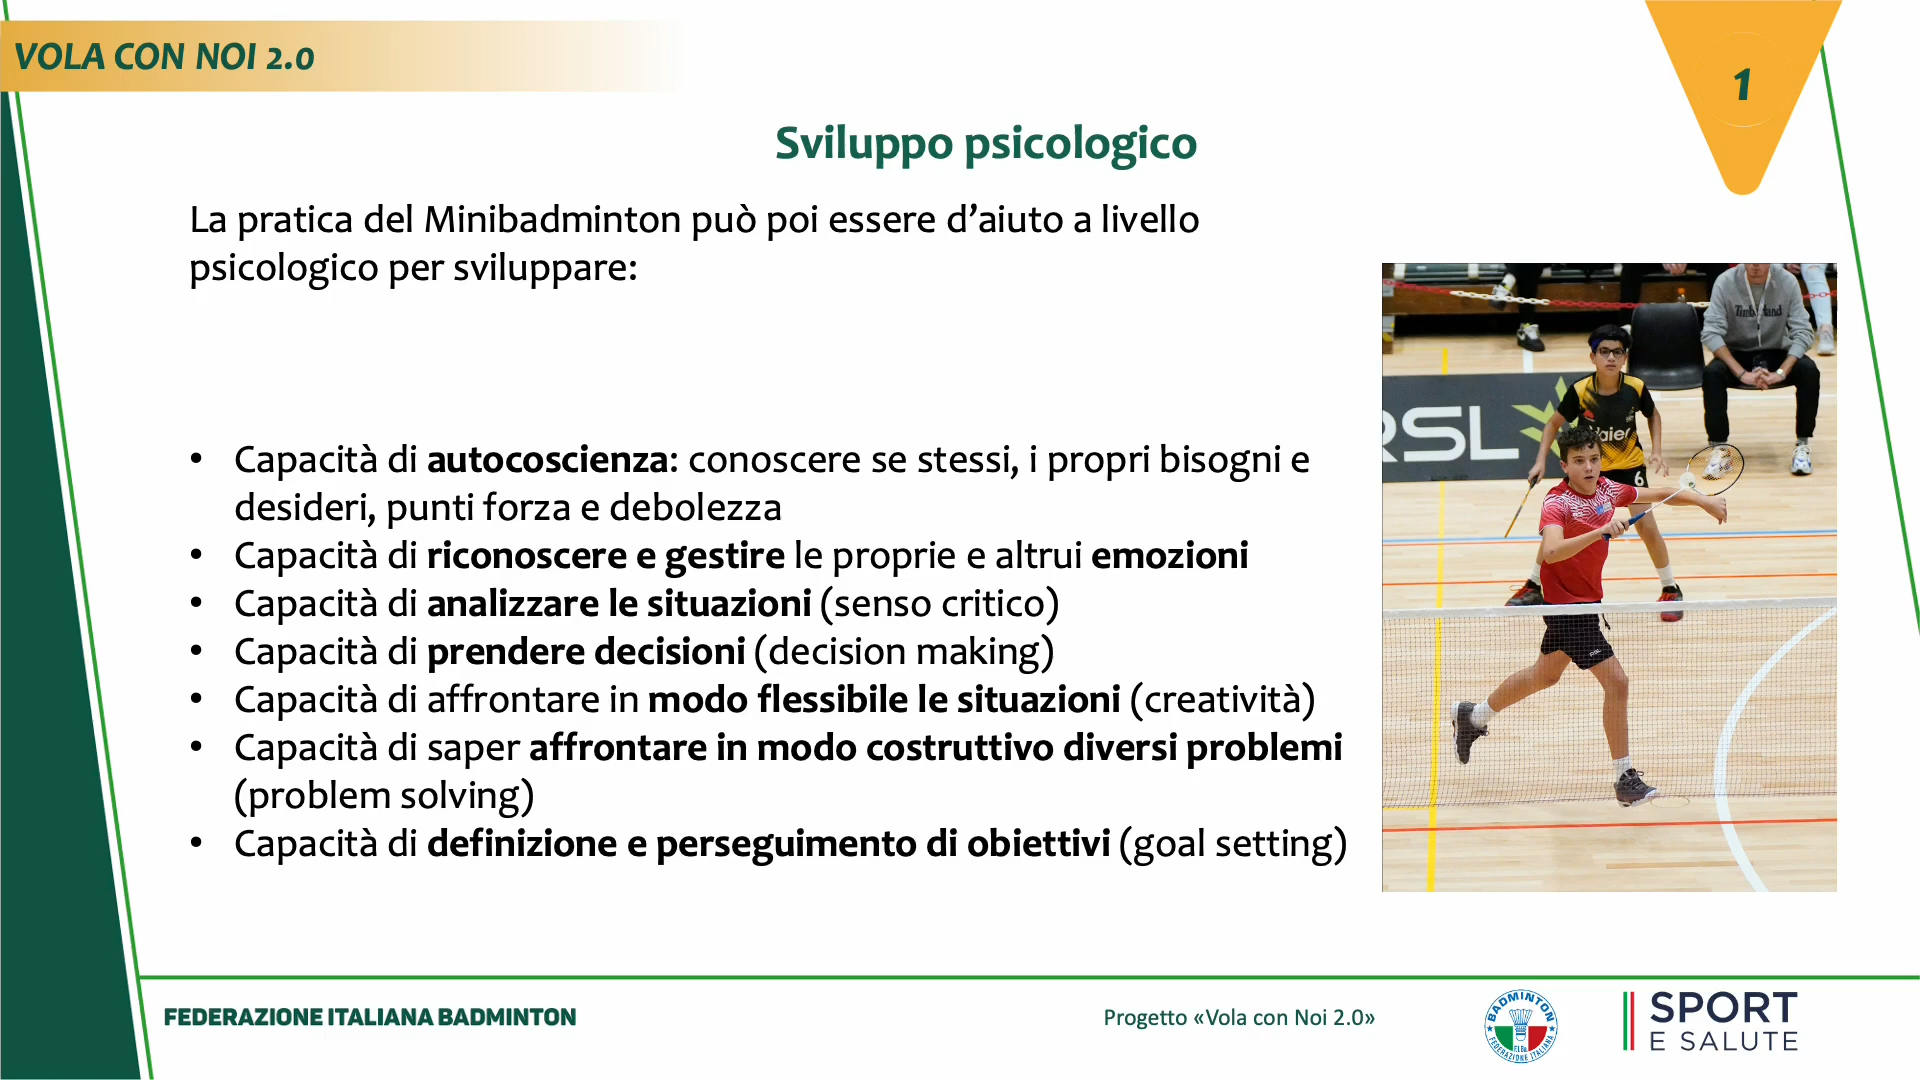 VOLA CON NOI 2.0
1
Sviluppo psicologico
La pratica del Minibadminton può poi essere d’aiuto a livello
psicologico per sviluppare:
• Capacità di autocoscienza: conoscere se stessi, i propri bisogni e
desideri, punti forza e debolezza
• Capacità di riconoscere e gestire le proprie e altrui emozioni
• Capacità di analizzare le situazioni (senso critico)
• Capacità di prendere decisioni (decision making)
• Capacità di affrontare in modo flessibile le situazioni (creatività)
• Capacità di saper affrontare in modo costruttivo diversi problemi
(problem solving)
• Capacità di definizione e perseguimento di obiettivi (goal setting)
RSL
6
FEDERAZIONE ITALIANA BADMINTON
Progetto «Vola con Noi 2.0»
BADMINTON
F.I.Ba.
FEDERAZIONE ITALIANA
SPORT
E SALUTE